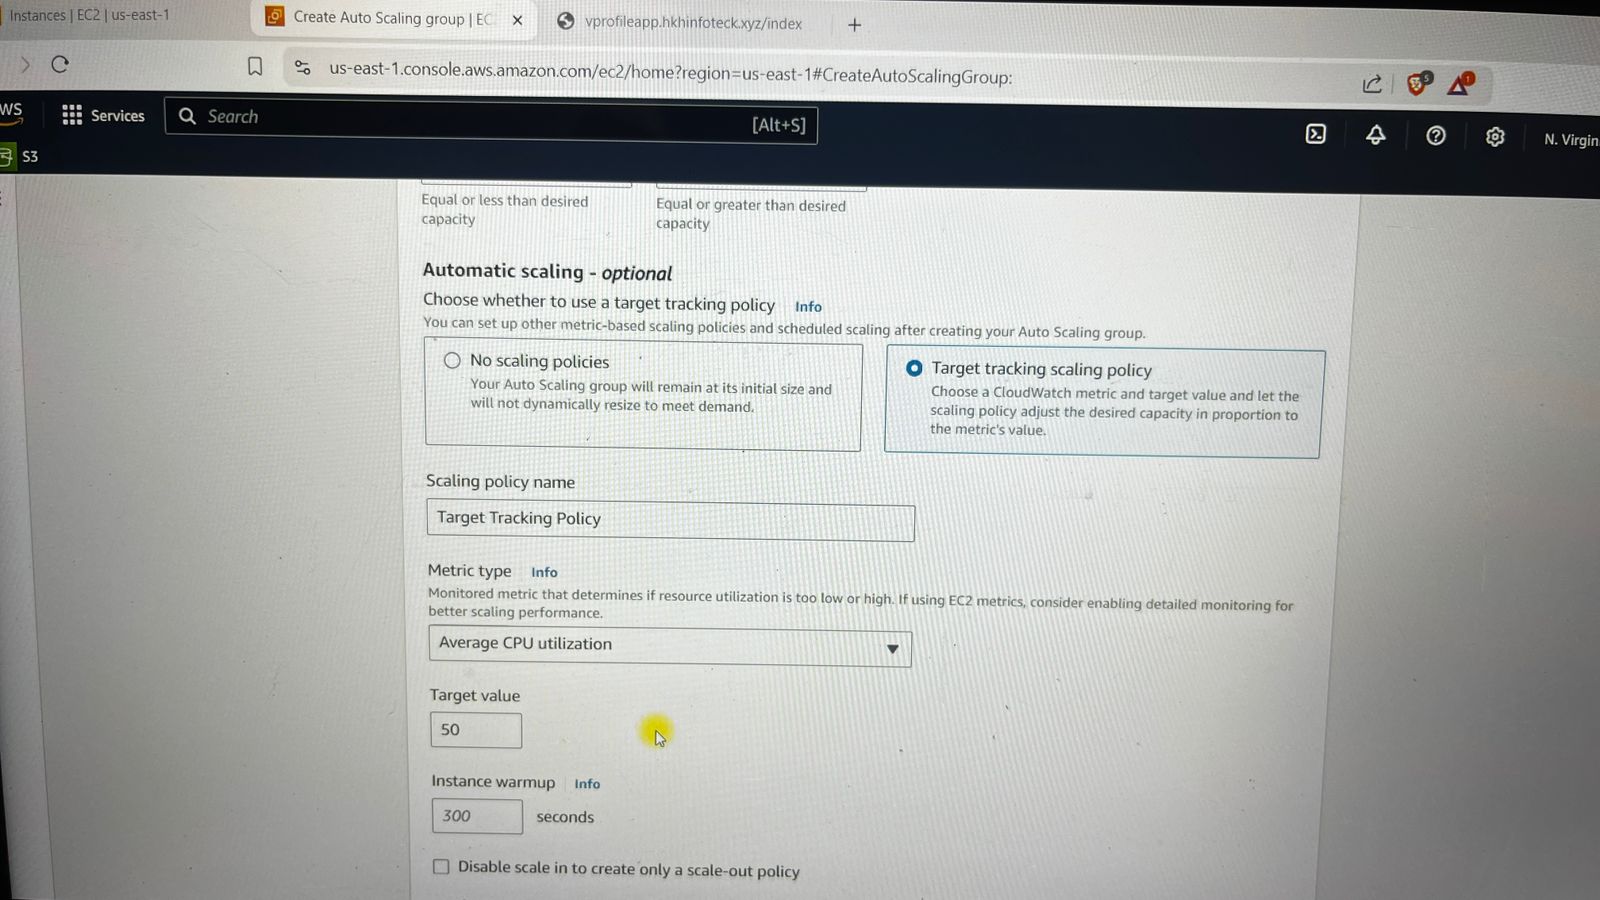 Instances | EC2 | us-east-1
Create Auto Scaling group | EC
vprofileapp.hkhinfoteck.xyz/index
us-east-1.console.aws.amazon.com/ec2/home?region=us-east-1#CreateAutoScalingGroup:
5
1
WS
Services
Search
[Alt+S]
N. Virgin
S3
Equal or less than desired
capacity
Equal or greater than desired
capacity
Automatic scaling - optional
Choose whether to use a target tracking policy Info
You can set up other metric-based scaling policies and scheduled scaling after creating your Auto Scaling group.
No scaling policies
Your Auto Scaling group will remain at its initial size and
will not dynamically resize to meet demand.
Target tracking scaling policy
Choose a CloudWatch metric and target value and let the
scaling policy adjust the desired capacity in proportion to
the metric's value.
Scaling policy name
Target Tracking Policy
Metric type Info
Monitored metric that determines if resource utilization is too low or high. If using EC2 metrics, consider enabling detailed monitoring for
better scaling performance.
Average CPU utilization
Target value
50
Instance warmup Info
300 seconds
Disable scale in to create only a scale-out policy